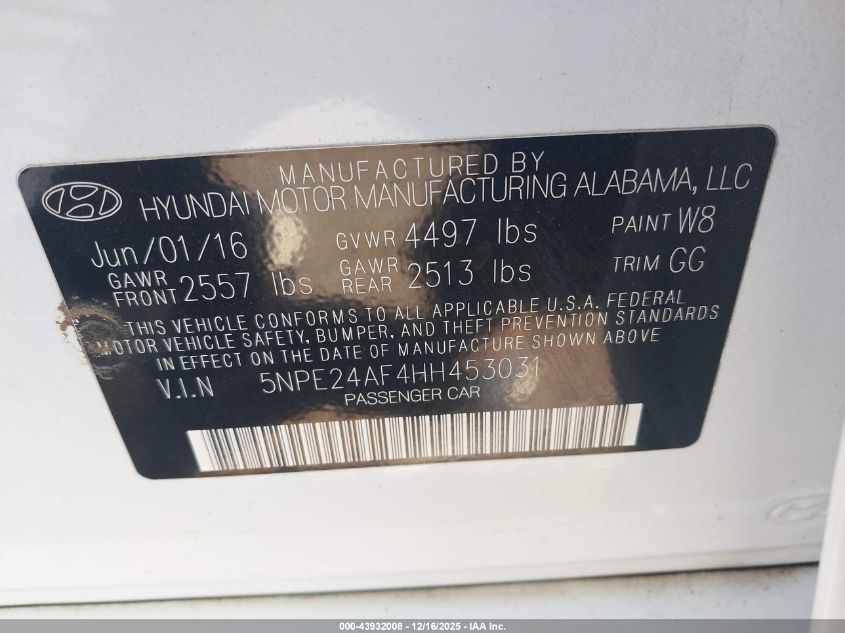 MANUFACTURED BY
HYUNDAI MOTOR MANUFACTURING ALABAMA, LLC
Jun/01/16 GVWR 4497 lbs PAINT W8
GAWR FRONT 2557 lbs GAWR REAR 2513 lbs TRIM GG
THIS VEHICLE CONFORMS TO ALL APPLICABLE U.S.A. FEDERAL
MOTOR VEHICLE SAFETY, BUMPER, AND THEFT PREVENTION STANDARDS
IN EFFECT ON THE DATE OF MANUFACTURE SHOWN ABOVE
V.I.N 5NPE24AF4HH453031
PASSENGER CAR
000-43932008 - 12/16/2025 - IAA Inc.